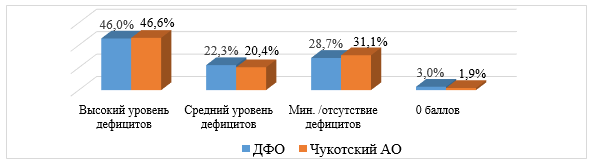 46,0% 46,6%
22,3% 20,4%
28,7% 31,1%
3,0% 1,9%
Высокий уровень дефицитов
Средний уровень дефицитов
Мин. /отсутствие дефицитов
0 баллов
ДФО Чукотский АО